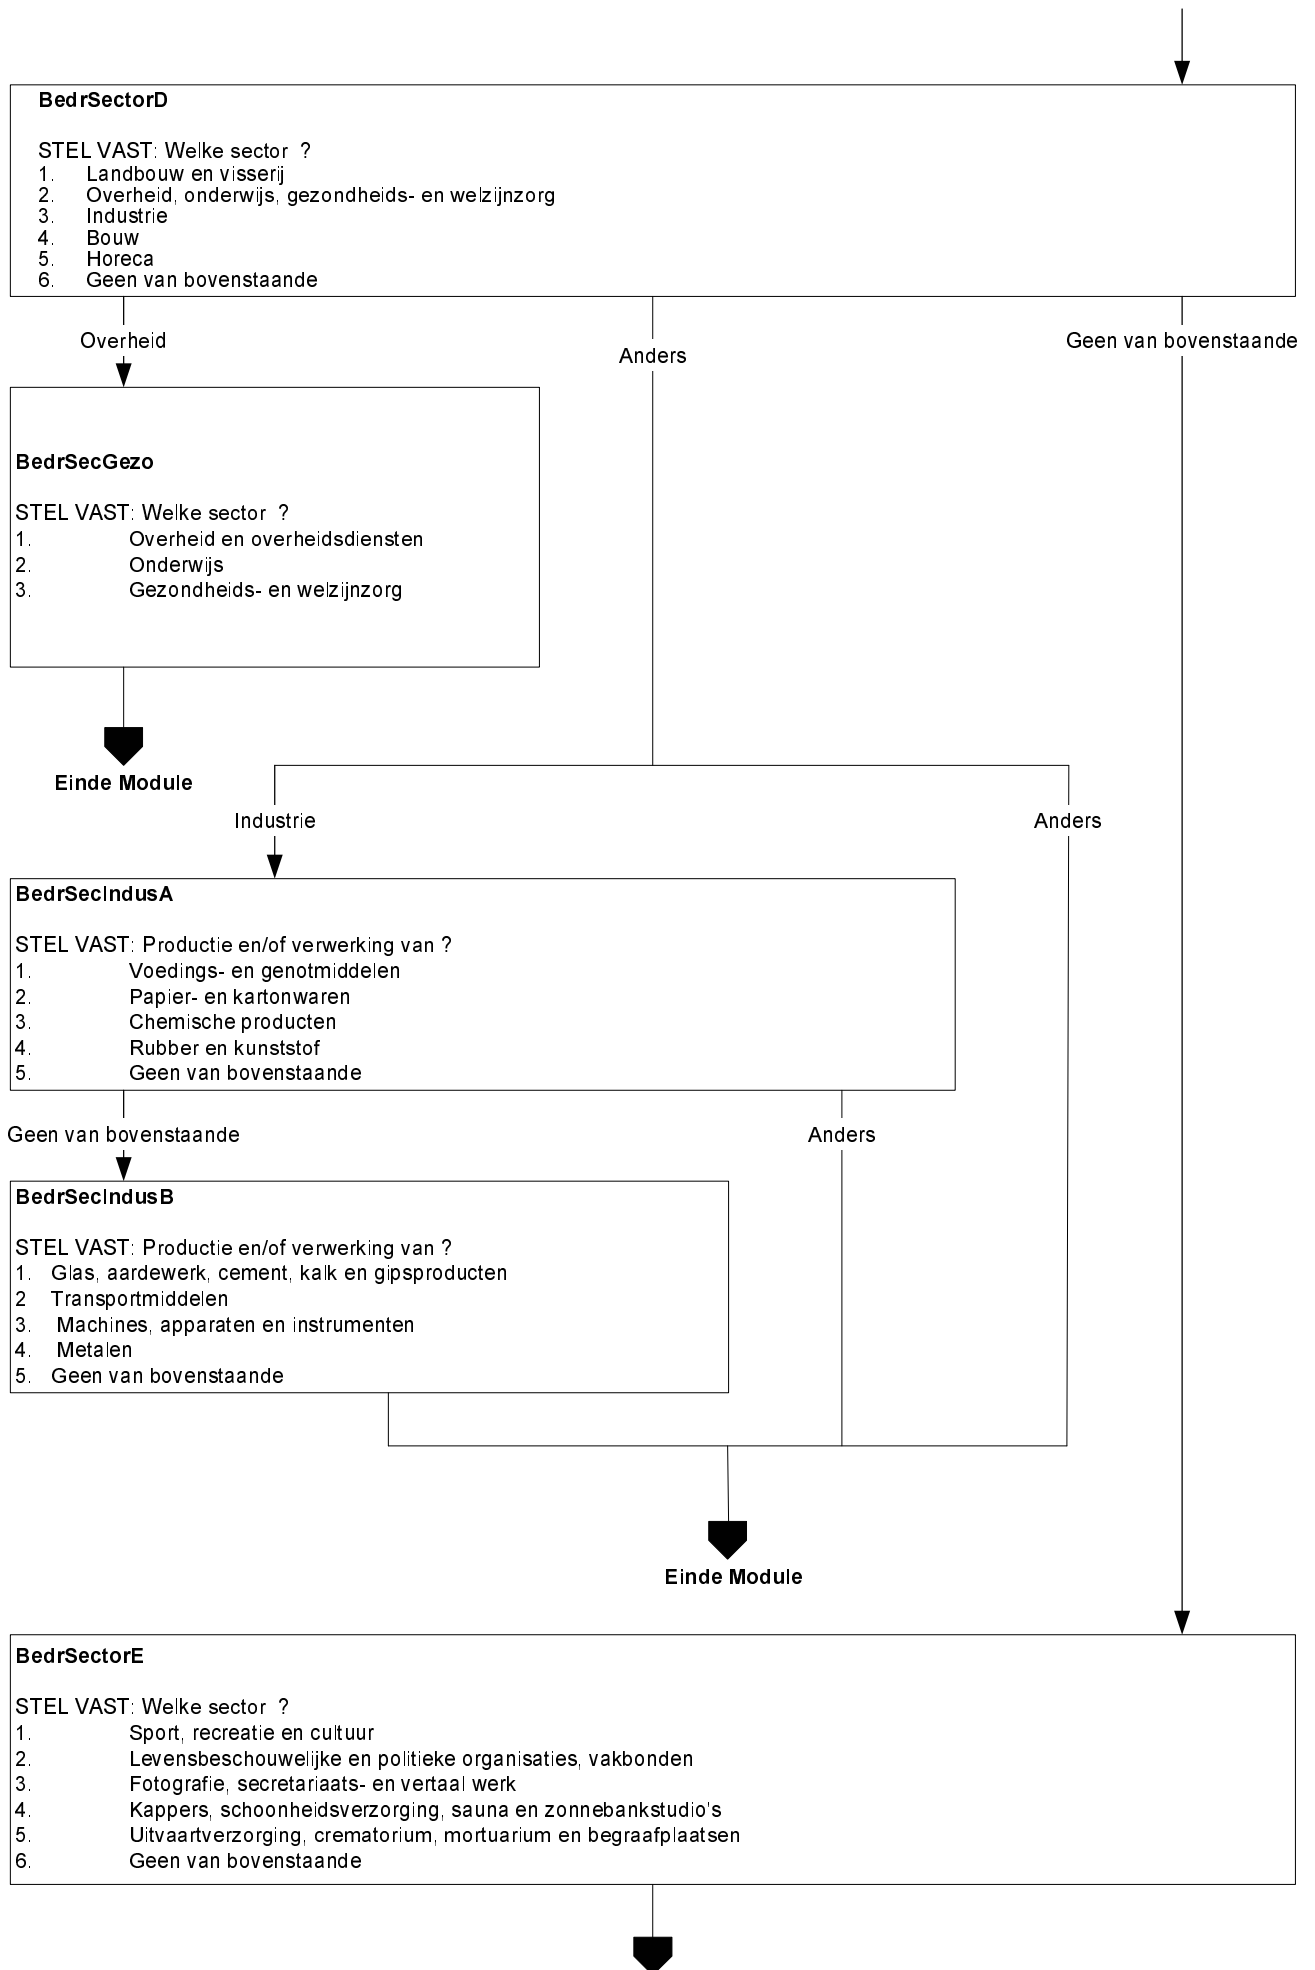 BedrSectorD
STEL VAST: Welke sector ?
1. Landbouw en visserij
2. Overheid, onderwijs, gezondheids- en welzijnzorg
3. Industrie
4. Bouw
5. Horeca
6. Geen van bovenstaande
Overheid
Anders
Geen van bovenstaande
BedrSecGezo
STEL VAST: Welke sector ?
1. Overheid en overheidsdiensten
2. Onderwijs
3. Gezondheids- en welzijnzorg
Einde Module
Industrie
Anders
BedrSecIndusA
STEL VAST: Productie en/of verwerking van ?
1. Voedings- en genotmiddelen
2. Papier- en kartonwaren
3. Chemische producten
4. Rubber en kunststof
5. Geen van bovenstaande
Geen van bovenstaande
Anders
BedrSecIndusB
STEL VAST: Productie en/of verwerking van ?
1. Glas, aardewerk, cement, kalk en gipsproducten
2 Transportmiddelen
3. Machines, apparaten en instrumenten
4. Metalen
5. Geen van bovenstaande
Einde Module
BedrSectorE
STEL VAST: Welke sector ?
1. Sport, recreatie en cultuur
2. Levensbeschouwelijke en politieke organisaties, vakbonden
3. Fotografie, secretariaats- en vertaal werk
4. Kappers, schoonheidsverzorging, sauna en zonnebankstudio's
5. Uitvaartverzorging, crematorium, mortuarium en begraafplaatsen
6. Geen van bovenstaande